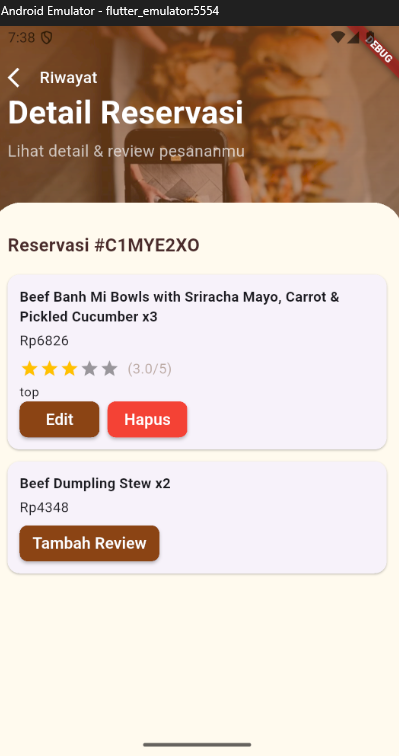 Android Emulator - flutter_emulator:5554
7:38
DEBUG
Riwayat
Detail Reservasi
Lihat detail & review pesananmu
Reservasi #C1MYE2XO
Beef Banh Mi Bowls with Sriracha Mayo, Carrot &
Pickled Cucumber x3
Rp6826
(3.0/5)
top
Edit
Hapus
Beef Dumpling Stew x2
Rp4348
Tambah Review